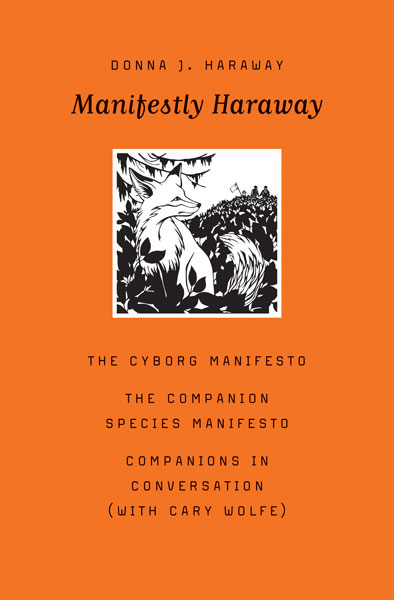 DONNA J. HARAWAY
Manifestly Haraway
THE CYBORG MANIFESTO
THE COMPANION
SPECIES MANIFESTO
COMPANIONS IN
CONVERSATION
(WITH CARY WOLFE)